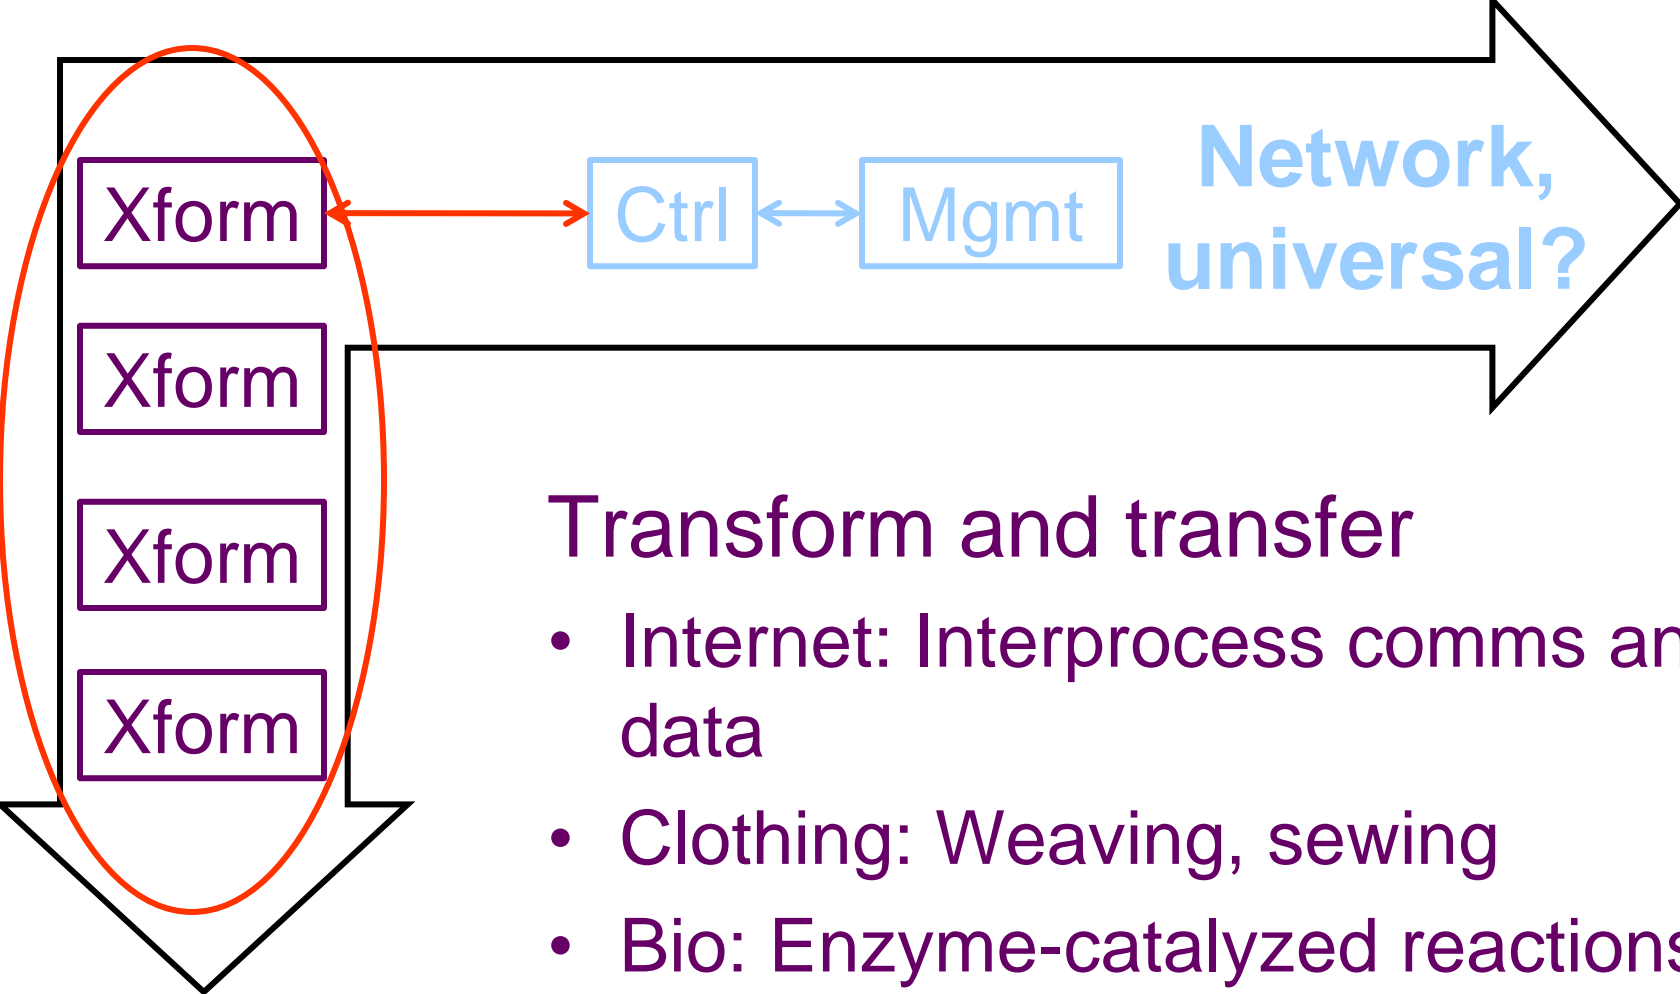 Xform Ctrl Mgmt Network,
universal?
Xform
Xform
Xform
Transform and transfer
• Internet: Interprocess comms an
data
• Clothing: Weaving, sewing
• Bio: Enzyme-catalyzed reactions